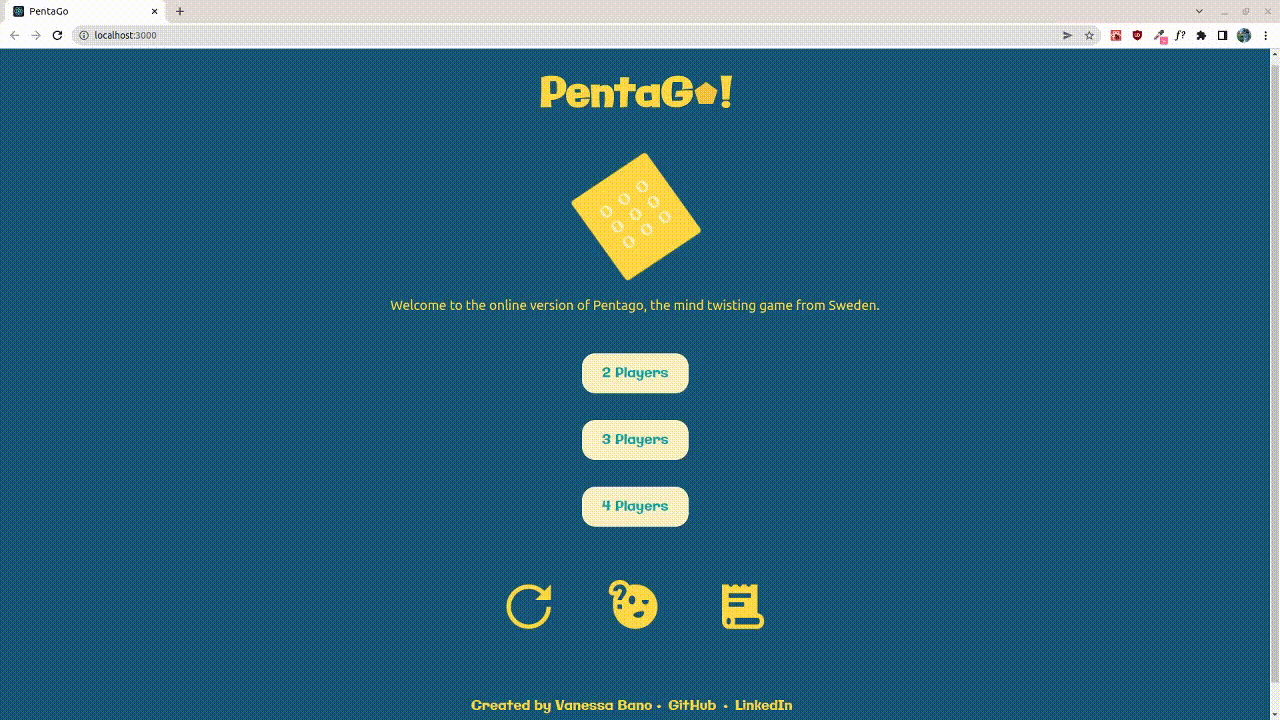 PentaGo
localhost:3000
f?
PentaGo!
Welcome to the online version of Pentago, the mind twisting game from Sweden.
2 Players
3 Players
4 Players
?
Created by Vanessa Bano • GitHub • LinkedIn